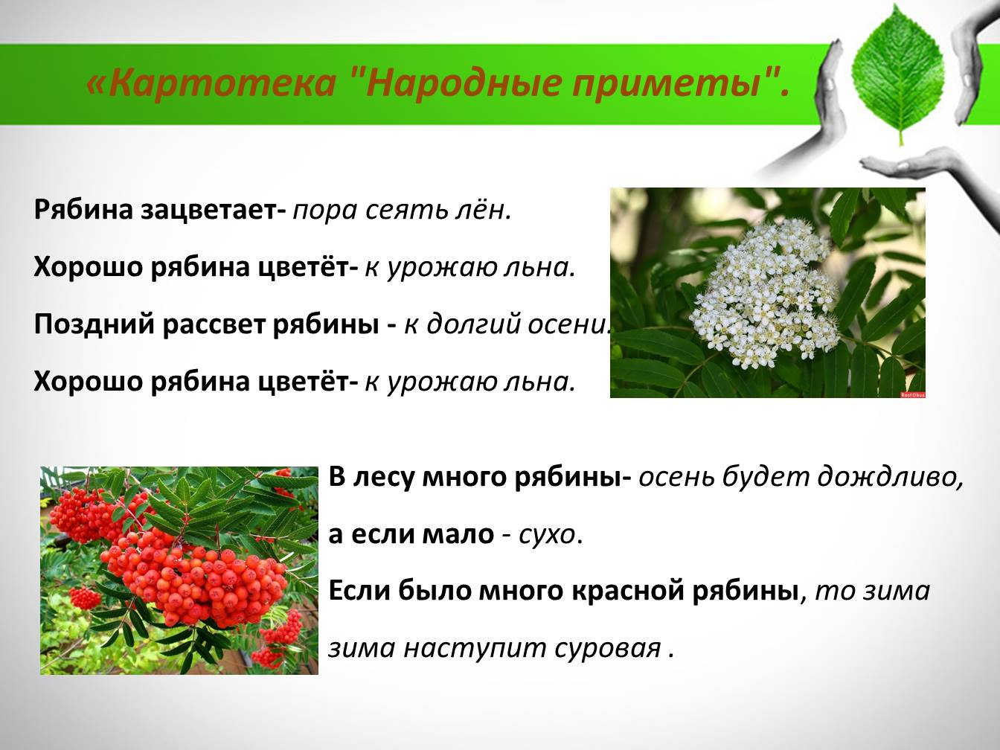 «Картотека "Народные приметы".
Рябина зацветает- пора сеять лён.
Хорошо рябина цветёт- к урожаю льна.
Поздний рассвет рябины - к долгий осени.
Хорошо рябина цветёт- к урожаю льна.
В лесу много рябины- осень будет дождливо,
а если мало - сухо.
Если было много красной рябины, то зима
зима наступит суровая .